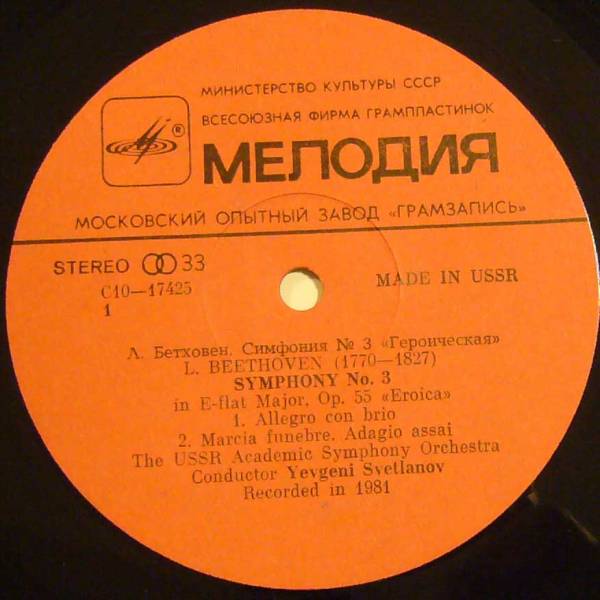 МИНИСТЕРСТВО КУЛЬТУРЫ СССР
ВСЕСОЮЗНАЯ ФИРМА ГРАМПЛАСТИНОК
®
МЕЛОДИЯ
МОСКОВСКИЙ ОПЫТНЫЙ ЗАВОД «ГРАМЗАПИСЬ»
STEREO 33
MADE IN USSR
С10—17425
1
Л. Бетховен. Симфония № 3 «Героическая»
L. BEETHOVEN (1770—1827)
SYMPHONY No. 3
in E-flat Major, Op. 55 «Eroica»
1. Allegro con brio
2. Marcia funebre. Adagio assai
The USSR Academic Symphony Orchestra
Conductor Yevgeni Svetlanov
Recorded in 1981